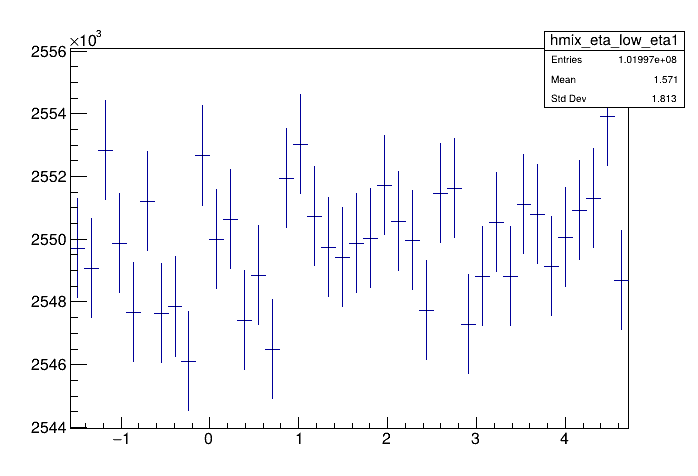 ×10³
hmix_eta_low_eta1
Entries 1.01997e+08
Mean 1.571
Std Dev 1.813
2556
2554
2552
2550
2548
2546
2544
−1 0 1 2 3 4